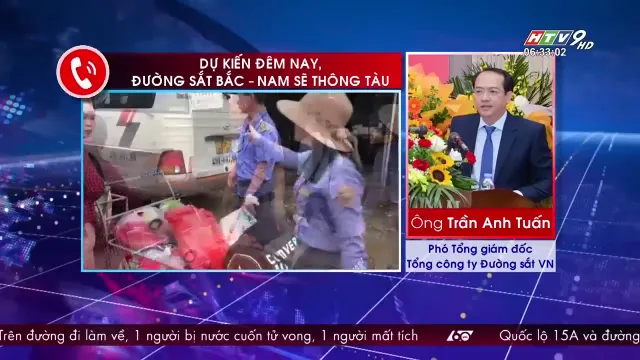 HTV9 HD
06:33:02
DỰ KIẾN ĐÊM NAY,
ĐƯỜNG SẮT BẮC - NAM SẼ THÔNG TÀU
Ông Trần Anh Tuấn
Phó Tổng giám đốc
Tổng công ty Đường sắt VN
Trên đường đi làm về, 1 người bị nước cuốn tử vong, 1 người mất tích
Quốc lộ 15A và đường